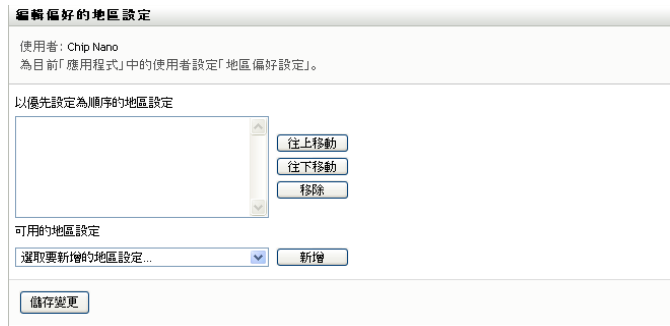 編輯偏好的地區設定
使用者: Chip Nano
為目前「應用程式」中的使用者設定「地區偏好設定」。
以優先設定為順序的地區設定
往上移動
往下移動
移除
可用的地區設定
選取要新增的地區設定...
新增
儲存變更